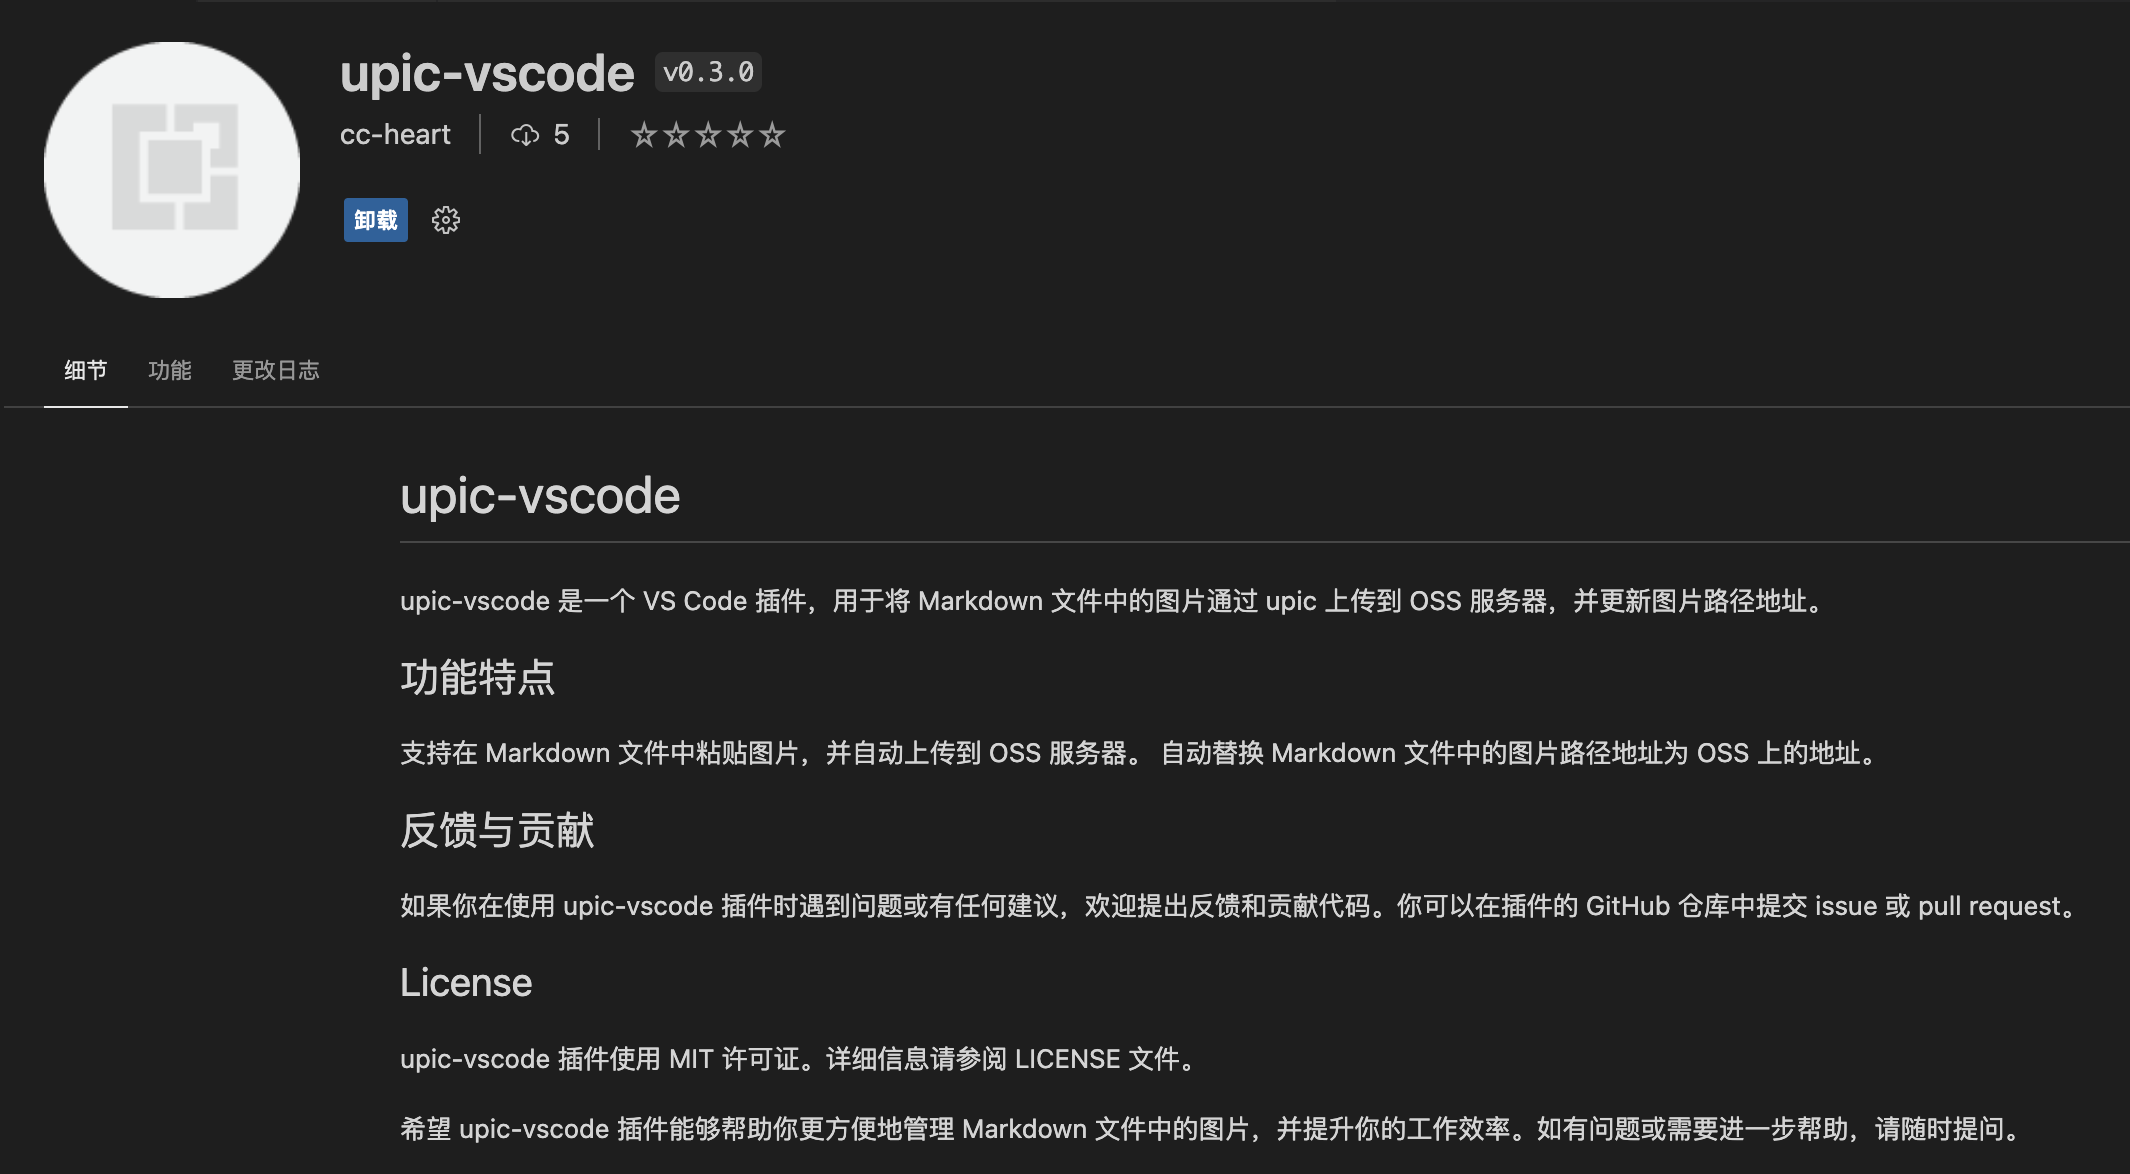 upic-vscode v0.3.0
cc-heart 5
卸载
细节 功能 更改日志
upic-vscode
upic-vscode 是一个 VS Code 插件，用于将 Markdown 文件中的图片通过 upic 上传到 OSS 服务器，并更新图片路径地址。
功能特点
支持在 Markdown 文件中粘贴图片，并自动上传到 OSS 服务器。 自动替换 Markdown 文件中的图片路径地址为 OSS 上的地址。
反馈与贡献
如果你在使用 upic-vscode 插件时遇到问题或有任何建议，欢迎提出反馈和贡献代码。你可以在插件的 GitHub 仓库中提交 issue 或 pull request。
License
upic-vscode 插件使用 MIT 许可证。详细信息请参阅 LICENSE 文件。
希望 upic-vscode 插件能够帮助你更方便地管理 Markdown 文件中的图片，并提升你的工作效率。如有问题或需要进一步帮助，请随时提问。